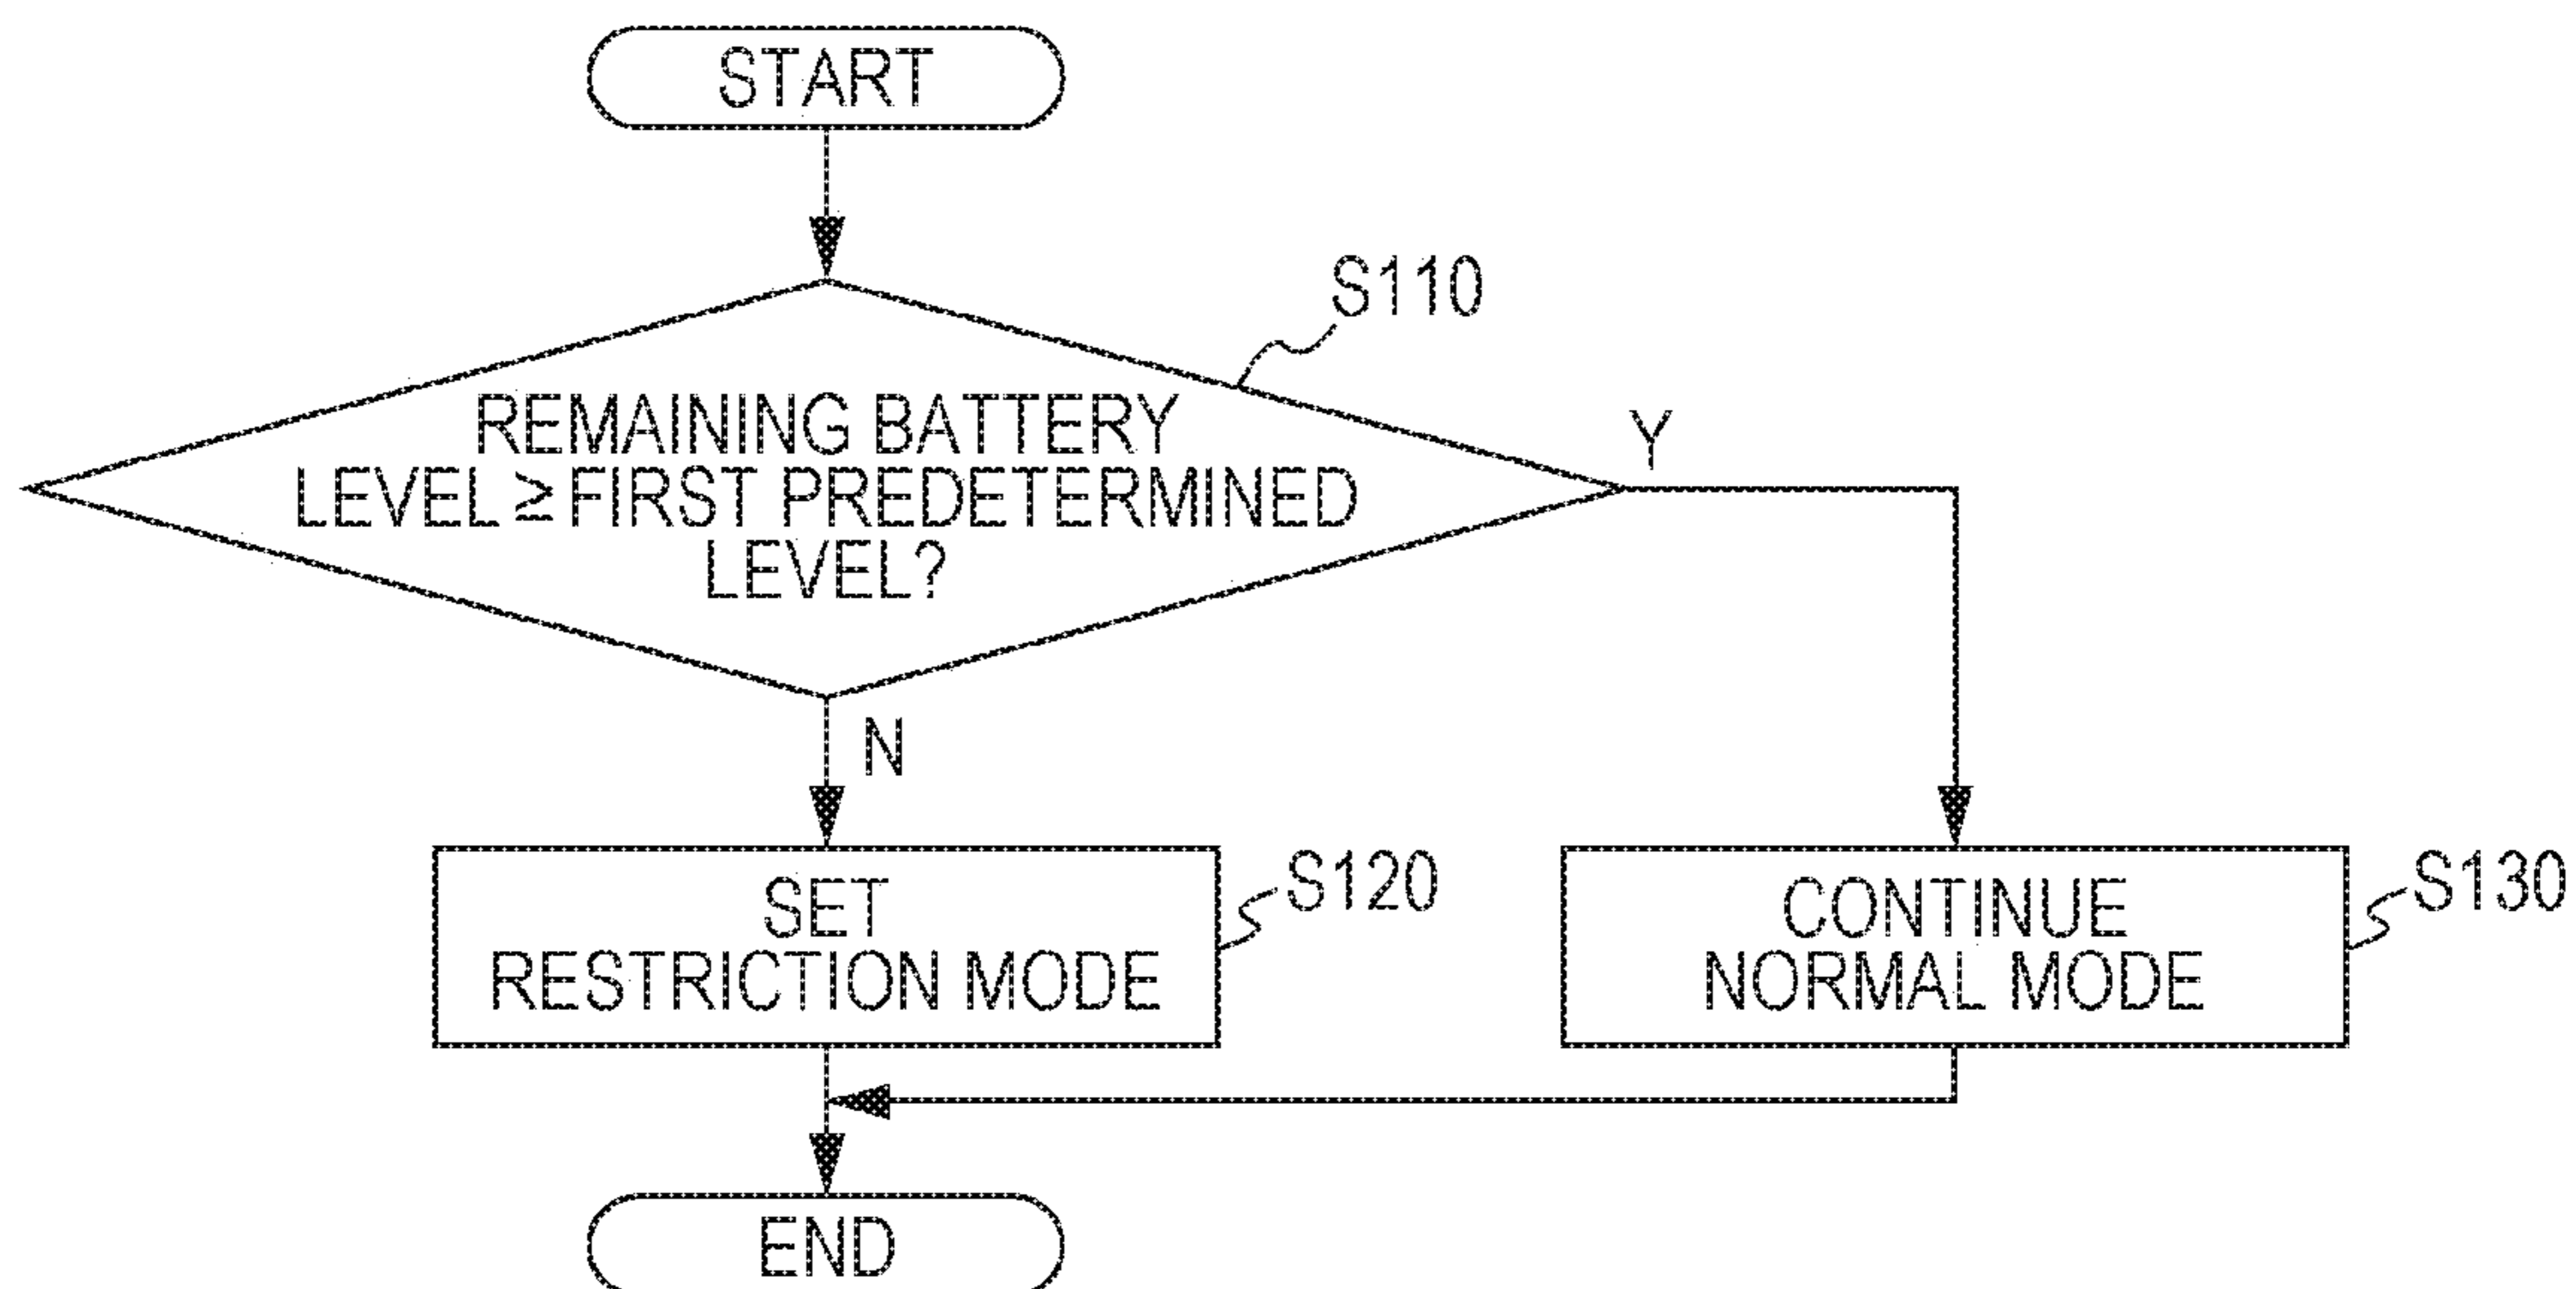 START
S110
REMAINING BATTERY
LEVEL ≥ FIRST PREDETERMINED
LEVEL?
Y
N
SET
RESTRICTION MODE
S120
CONTINUE
NORMAL MODE
S130
END